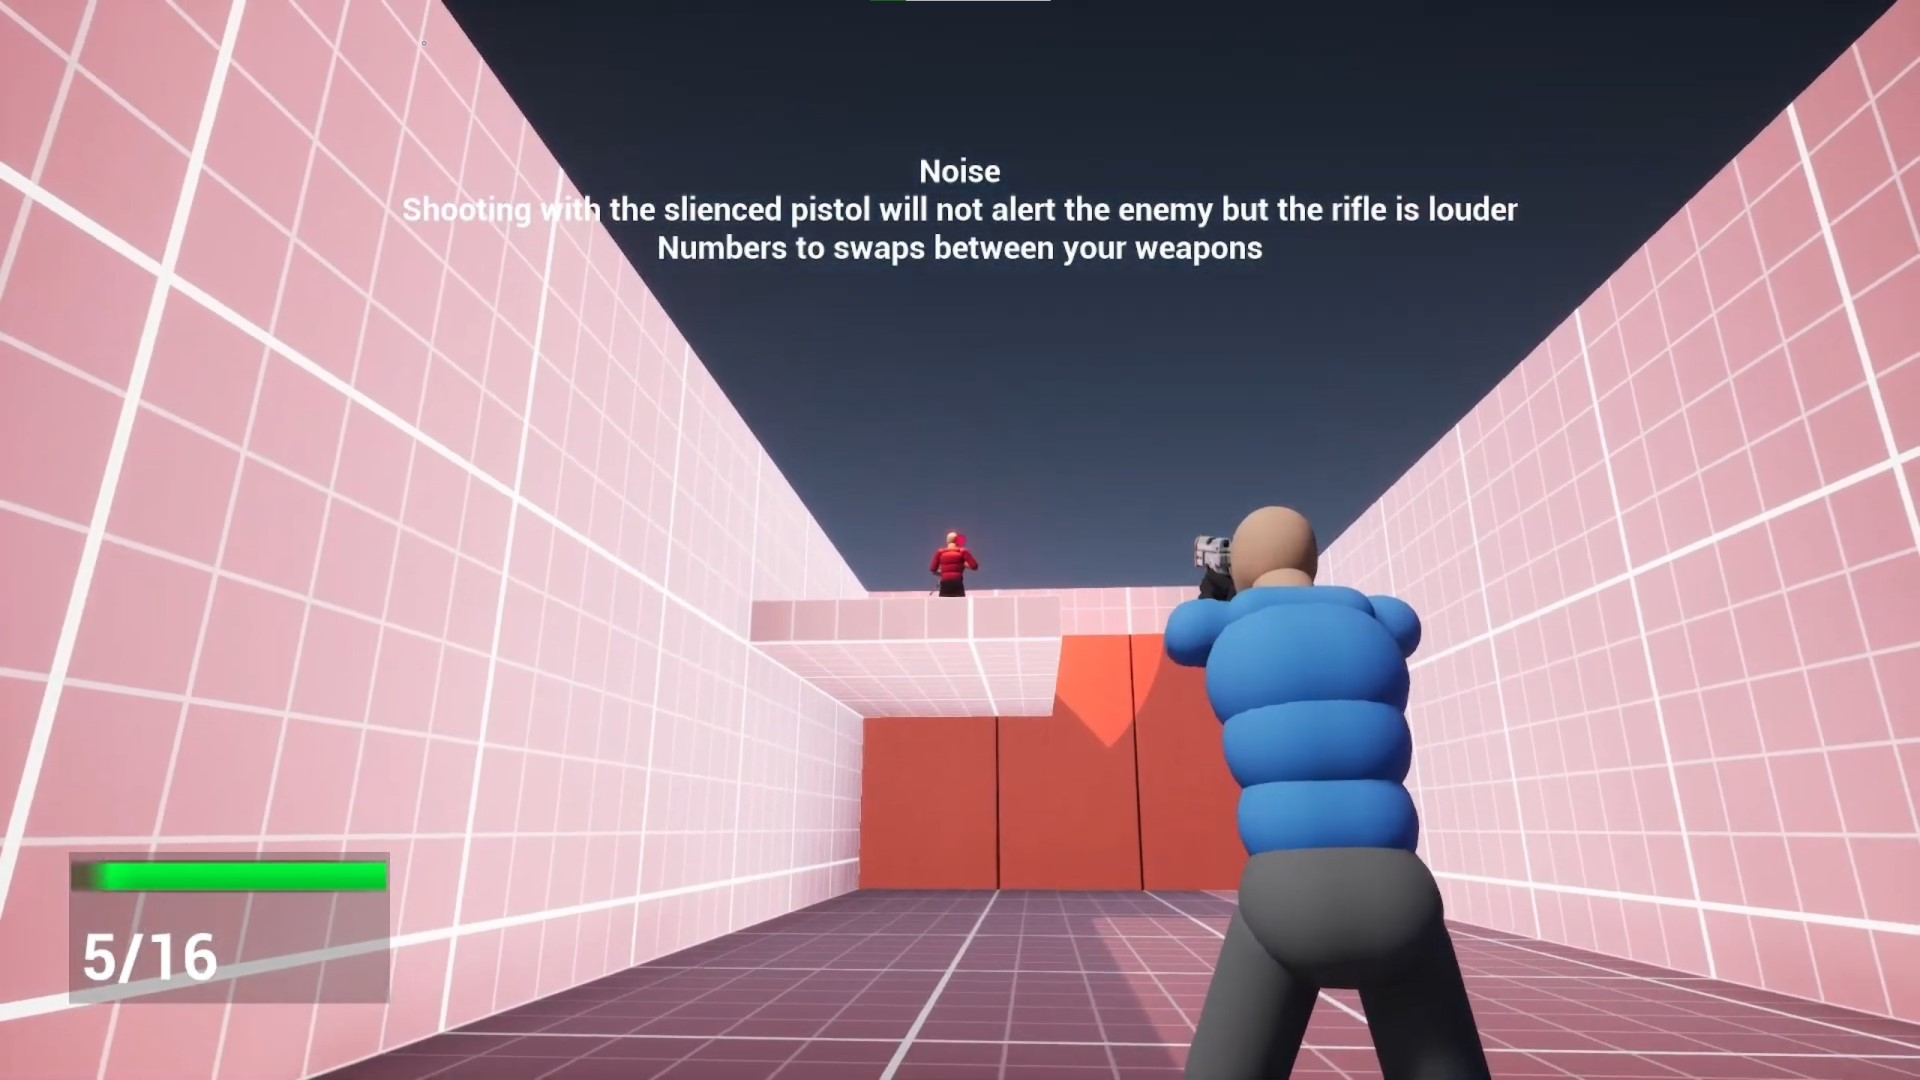 Noise
Shooting with the slienced pistol will not alert the enemy but the rifle is louder
Numbers to swaps between your weapons
5/16